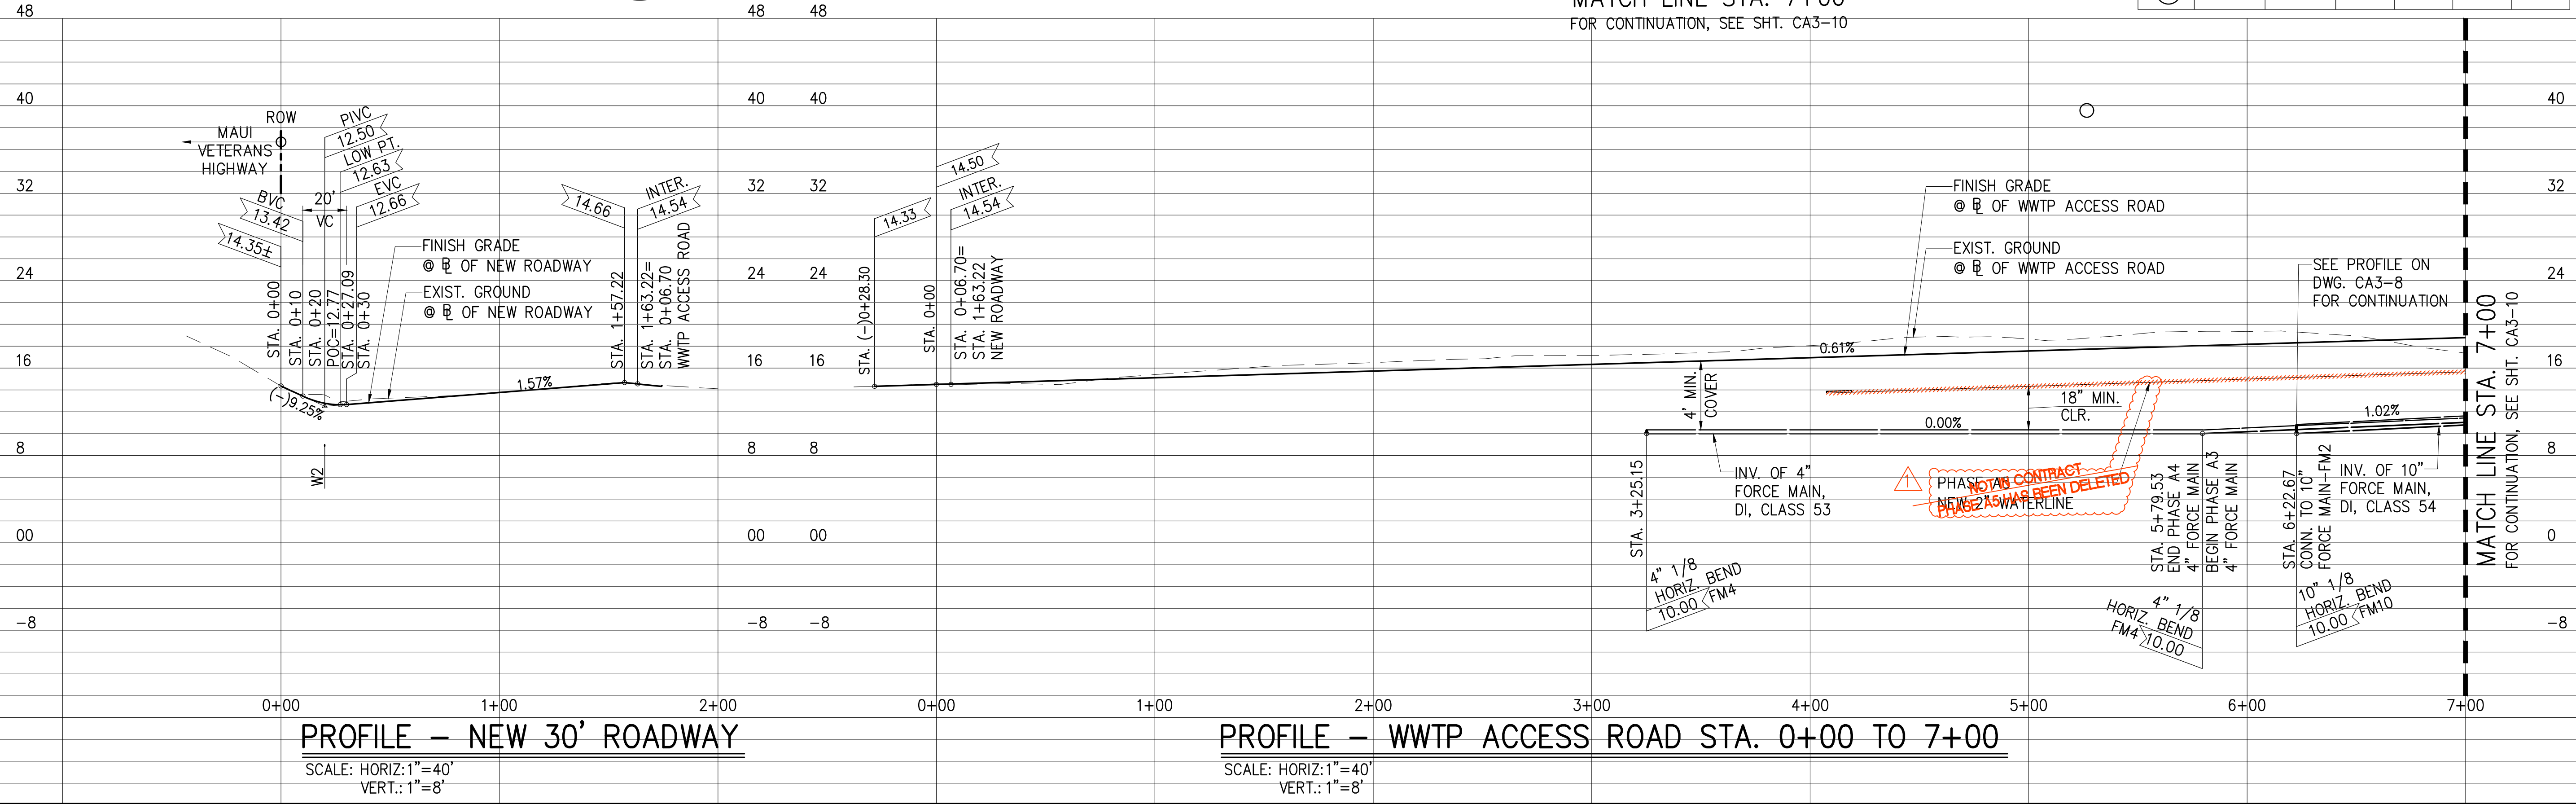 MATCH LINE STA. 7+00
FOR CONTINUATION, SEE SHT. CA3-10
48
48
48
40
40
40
40
32
32
32
32
24
24
24
24
16
16
16
16
8
8
8
8
00
00
00
0
-8
-8
-8
-8
ROW
MAUI
VETERANS
HIGHWAY
PIVC
12.50
LOW PT.
12.63
EVC
12.66
BVC
13.42
20'
VC
14.35±
STA. 0+00
STA. 0+10
STA. 0+20
POC=12.77
STA. 0+27.09
STA. 0+30
(-)9.25%
FINISH GRADE
@ ℄ OF NEW ROADWAY
EXIST. GROUND
@ ℄ OF NEW ROADWAY
1.57%
W2
14.66
INTER.
14.54
STA. 1+57.22
STA. 1+63.22=
STA. 0+06.70
WWTP ACCESS ROAD
14.33
14.50
INTER.
14.54
STA. (-)0+28.30
STA. 0+00
STA. 0+06.70=
STA. 1+63.22
NEW ROADWAY
FINISH GRADE
@ ℄ OF WWTP ACCESS ROAD
EXIST. GROUND
@ ℄ OF WWTP ACCESS ROAD
SEE PROFILE ON
DWG. CA3-8
FOR CONTINUATION
0.61%
4' MIN.
COVER
18" MIN.
CLR.
0.00%
1.02%
INV. OF 4"
FORCE MAIN,
DI, CLASS 53
1
PHASE A5
NEW 2" WATERLINE
NOT IN CONTRACT
PHASE A5 HAS BEEN DELETED
INV. OF 10"
FORCE MAIN,
DI, CLASS 54
STA. 3+25.15
4" 1/8
HORIZ. BEND
10.00 FM4
STA. 5+79.53
END PHASE A4
4" FORCE MAIN
BEGIN PHASE A3
4" FORCE MAIN
4" 1/8
HORIZ. BEND
FM4 10.00
STA. 6+22.67
CONN. TO 10"
FORCE MAIN-FM2
10" 1/8
HORIZ. BEND
10.00 FM10
MATCH LINE STA. 7+00
FOR CONTINUATION, SEE SHT. CA3-10
0+00
1+00
2+00
0+00
1+00
2+00
3+00
4+00
5+00
6+00
7+00
PROFILE - NEW 30' ROADWAY
SCALE: HORIZ:1"=40'
VERT.: 1"=8'
PROFILE - WWTP ACCESS ROAD STA. 0+00 TO 7+00
SCALE: HORIZ:1"=40'
VERT.: 1"=8'